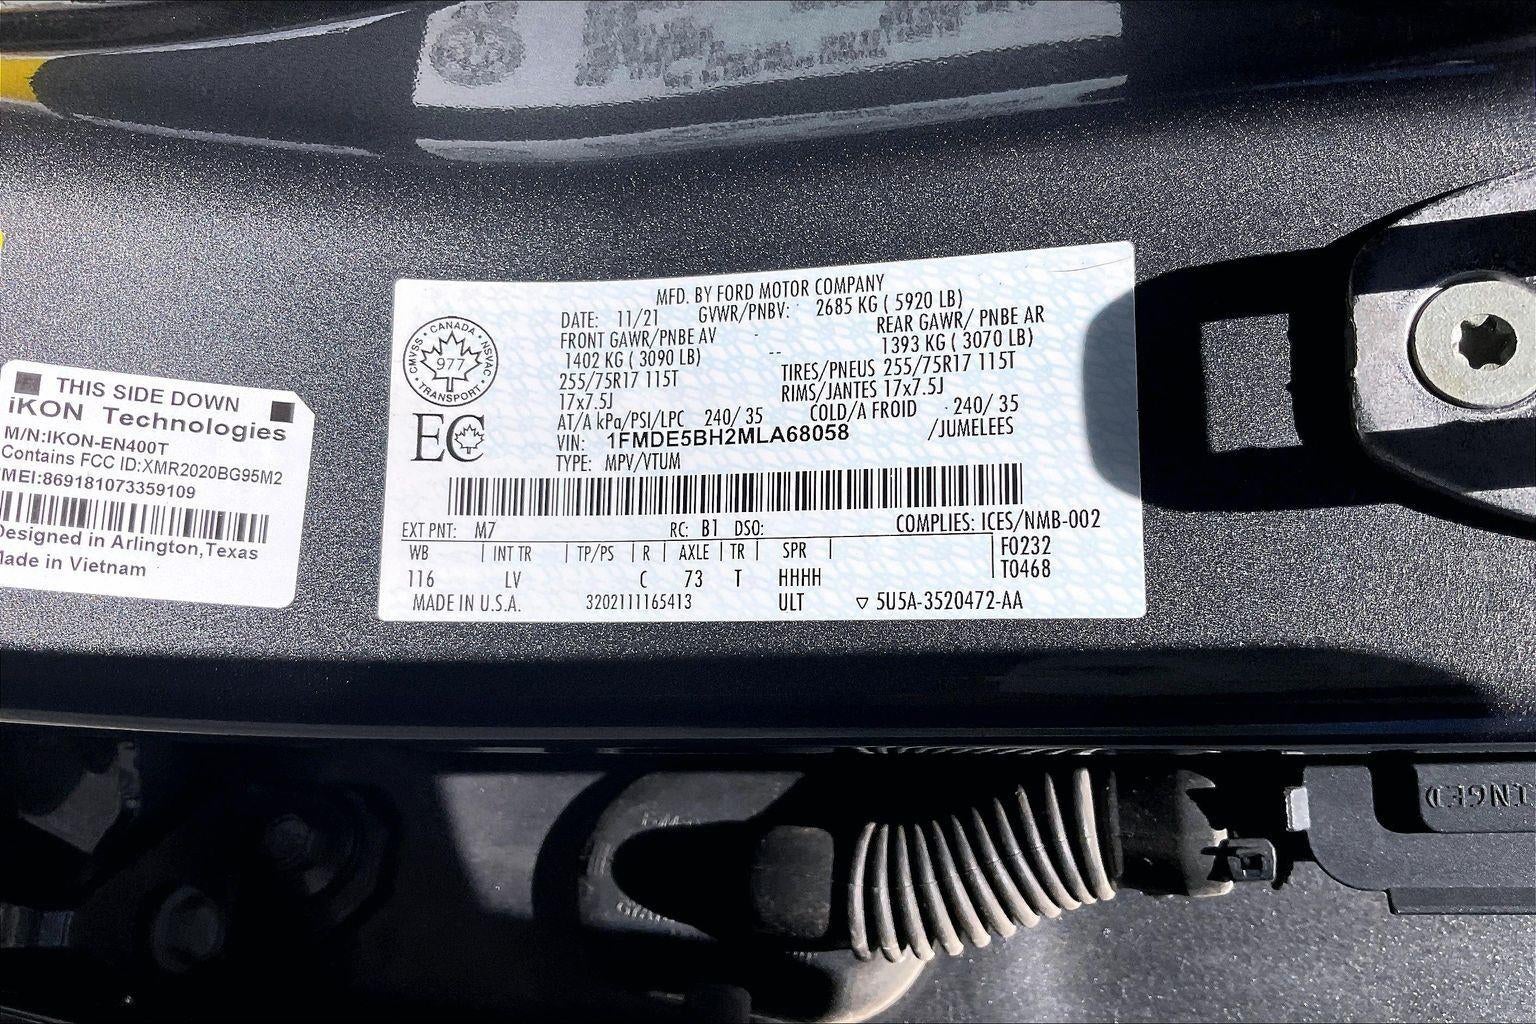 MFD. BY FORD MOTOR COMPANY
DATE: 11/21 GVWR/PNBV: 2685 KG ( 5920 LB)
FRONT GAWR/PNBE AV REAR GAWR/ PNBE AR
1402 KG ( 3090 LB) -- 1393 KG ( 3070 LB)
255/75R17 115T TIRES/PNEUS 255/75R17 115T
17x7.5J RIMS/JANTES 17x7.5J
AT/A kPa/PSI/LPC 240/ 35 COLD/A FROID 240/ 35
VIN: 1FMDE5BH2MLA68058 /JUMELEES
TYPE: MPV/VTUM
CANADA
CMVSS 977 NSVAC
TRANSPORT
EC
EXT PNT: M7 RC: B1 DSO: COMPLIES: ICES/NMB-002
WB | INT TR | TP/PS | R | AXLE | TR | SPR | F0232
116 LV C 73 T HHHH T0468
MADE IN U.S.A. 3202111165413 ULT ▽ 5U5A-3520472-AA
THIS SIDE DOWN
iKON Technologies
M/N:IKON-EN400T
Contains FCC ID:XMR2020BG95M2
IMEI:869181073359109
Designed in Arlington,Texas
Made in Vietnam
INGED